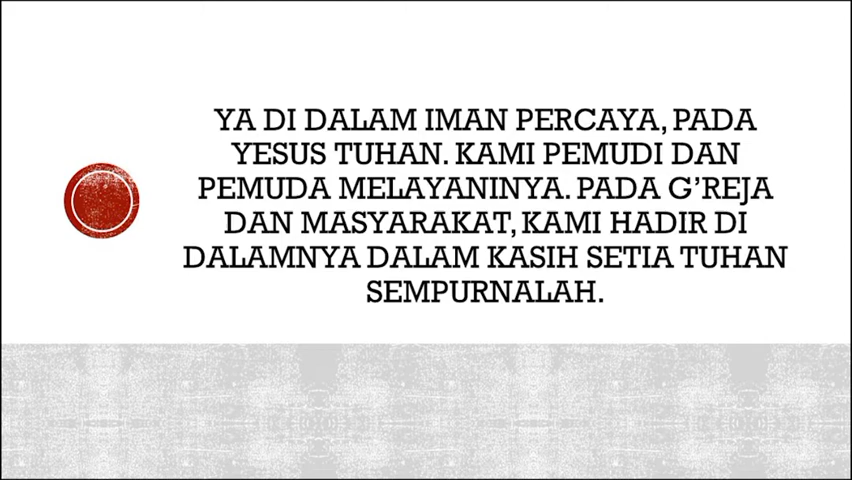 YA DI DALAM IMAN PERCAYA, PADA
YESUS TUHAN. KAMI PEMUDI DAN
PEMUDA MELAYANINYA. PADA G’REJA
DAN MASYARAKAT, KAMI HADIR DI
DALAMNYA DALAM KASIH SETIA TUHAN
SEMPURNALAH.